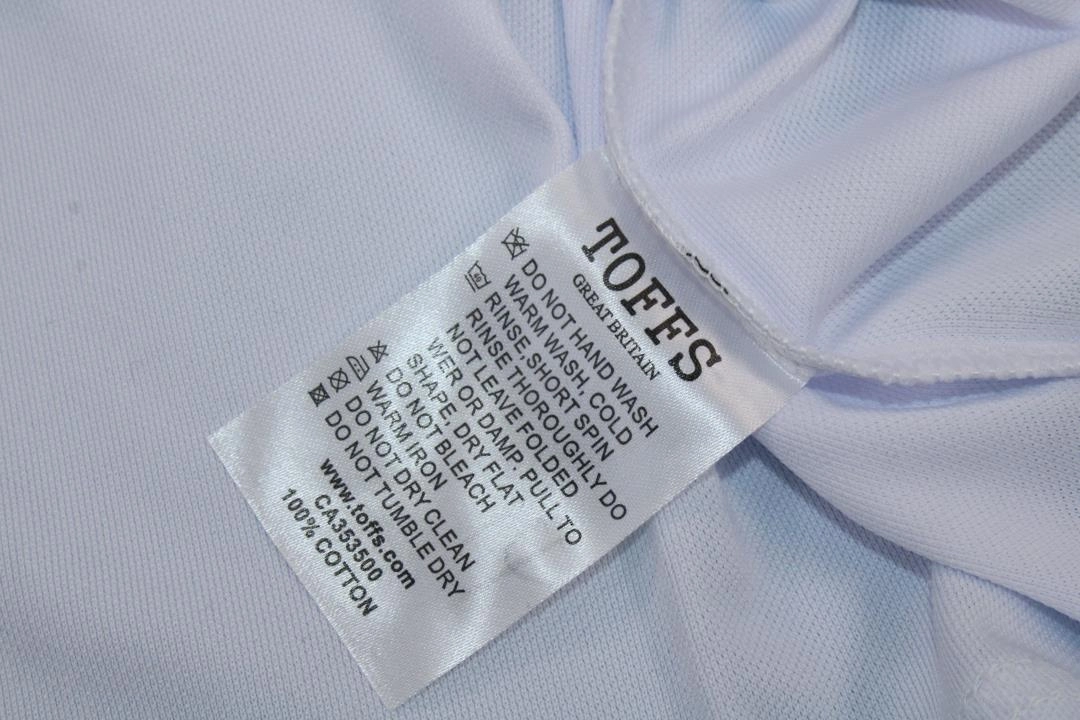 TOFFS
GREAT BRITAIN
DO NOT HAND WASH
WARM WASH, COLD
RINSE. SHORT SPIN
RINSE THOROUGHLY DO
NOT LEAVE FOLDED
WER OR DAMP. PULL TO
SHAPE. DRY FLAT
DO NOT BLEACH
WARM IRON
DO NOT DRY CLEAN
DO NOT TUMBLE DRY
www.toffs.com
CA353500
100% COTTON